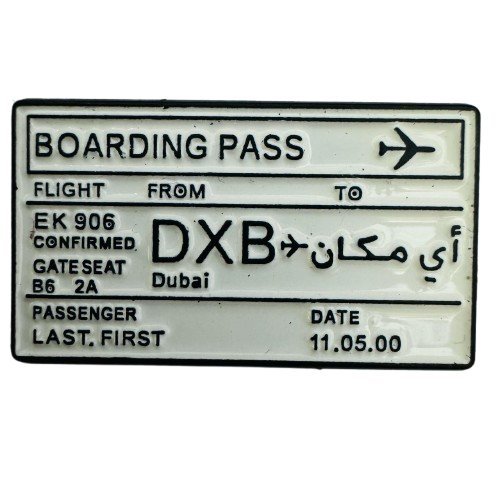 BOARDING PASS
FLIGHT FROM TO
EK 906
CONFIRMED
DXB أي مكان
GATE SEAT
B6 2A
Dubai
PASSENGER DATE
LAST. FIRST 11.05.00